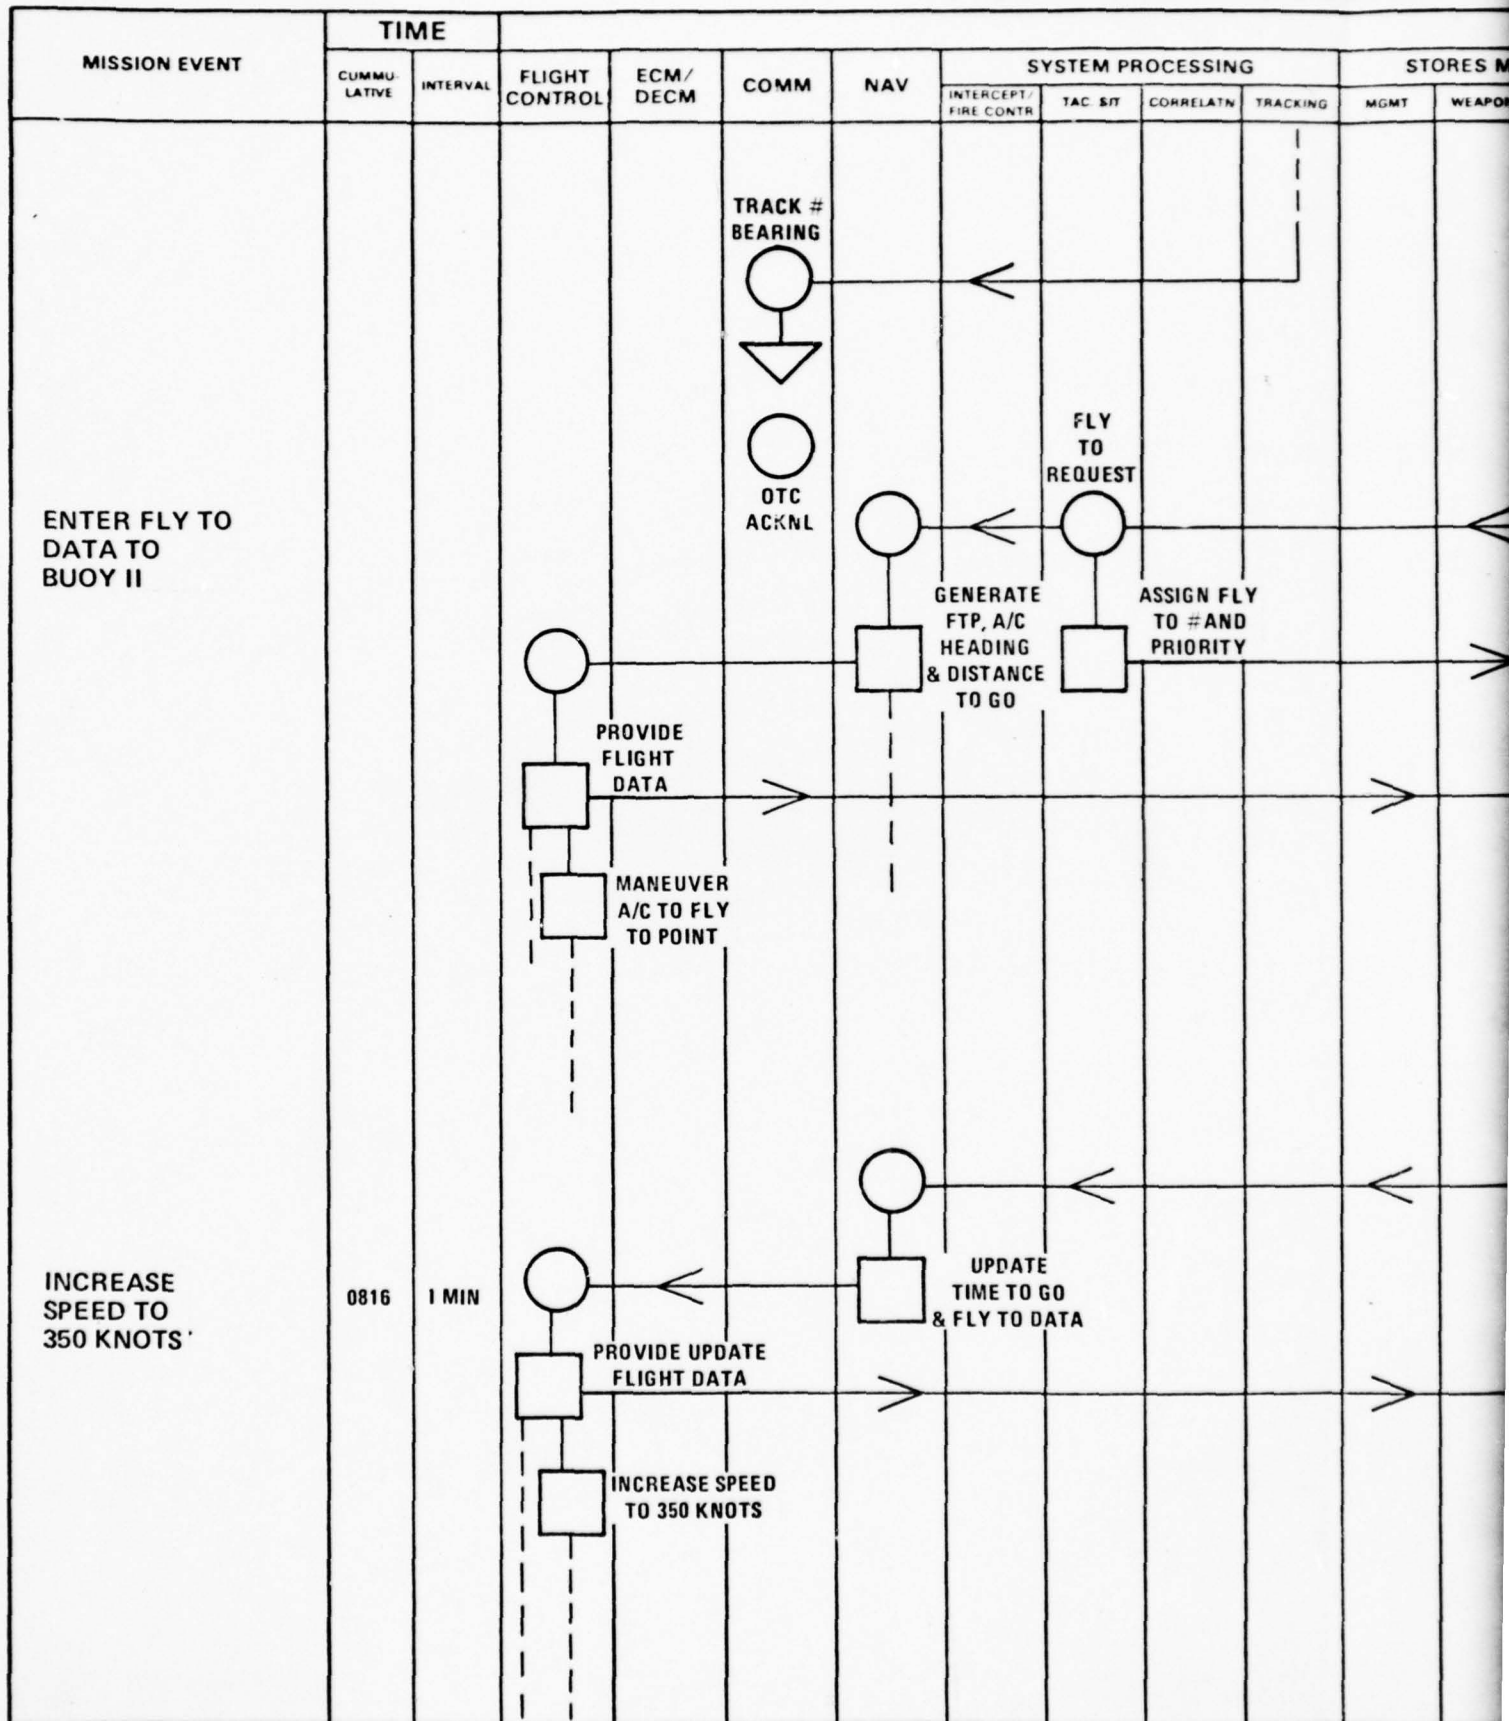 MISSION EVENT
TIME
CUMMU-
LATIVE
INTERVAL
FLIGHT
CONTROL
ECM/
DECM
COMM
NAV
SYSTEM PROCESSING
INTERCEPT/
FIRE CONTR
TAC. SIT
CORRELATN
TRACKING
STORES M
MGMT
WEAPON
TRACK #
BEARING
OTC
ACKNL
FLY
TO
REQUEST
ENTER FLY TO
DATA TO
BUOY II
GENERATE
FTP, A/C
HEADING
& DISTANCE
TO GO
ASSIGN FLY
TO # AND
PRIORITY
PROVIDE
FLIGHT
DATA
MANEUVER
A/C TO FLY
TO POINT
INCREASE
SPEED TO
350 KNOTS
0816
1 MIN
UPDATE
TIME TO GO
& FLY TO DATA
PROVIDE UPDATE
FLIGHT DATA
INCREASE SPEED
TO 350 KNOTS